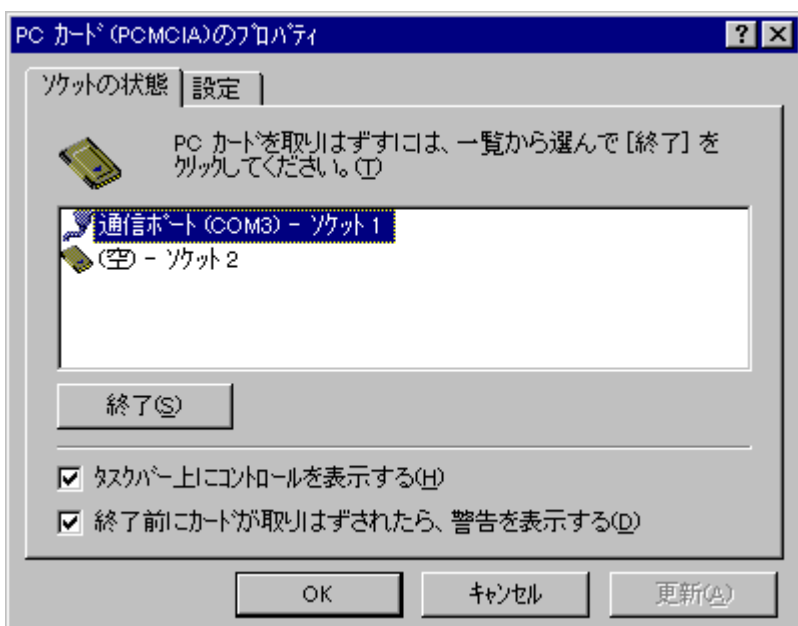 PC カード (PCMCIA)のプロパティ
ソケットの状態
設定
PC カードを取りはずすには、一覧から選んで [終了] を
クリックしてください。(T)
通信ポート (COM3) - ソケット 1
(空) - ソケット 2
終了(S)
タスクバー上にコントロールを表示する(H)
終了前にカードが取りはずされたら、警告を表示する(D)
OK
キャンセル
更新(A)